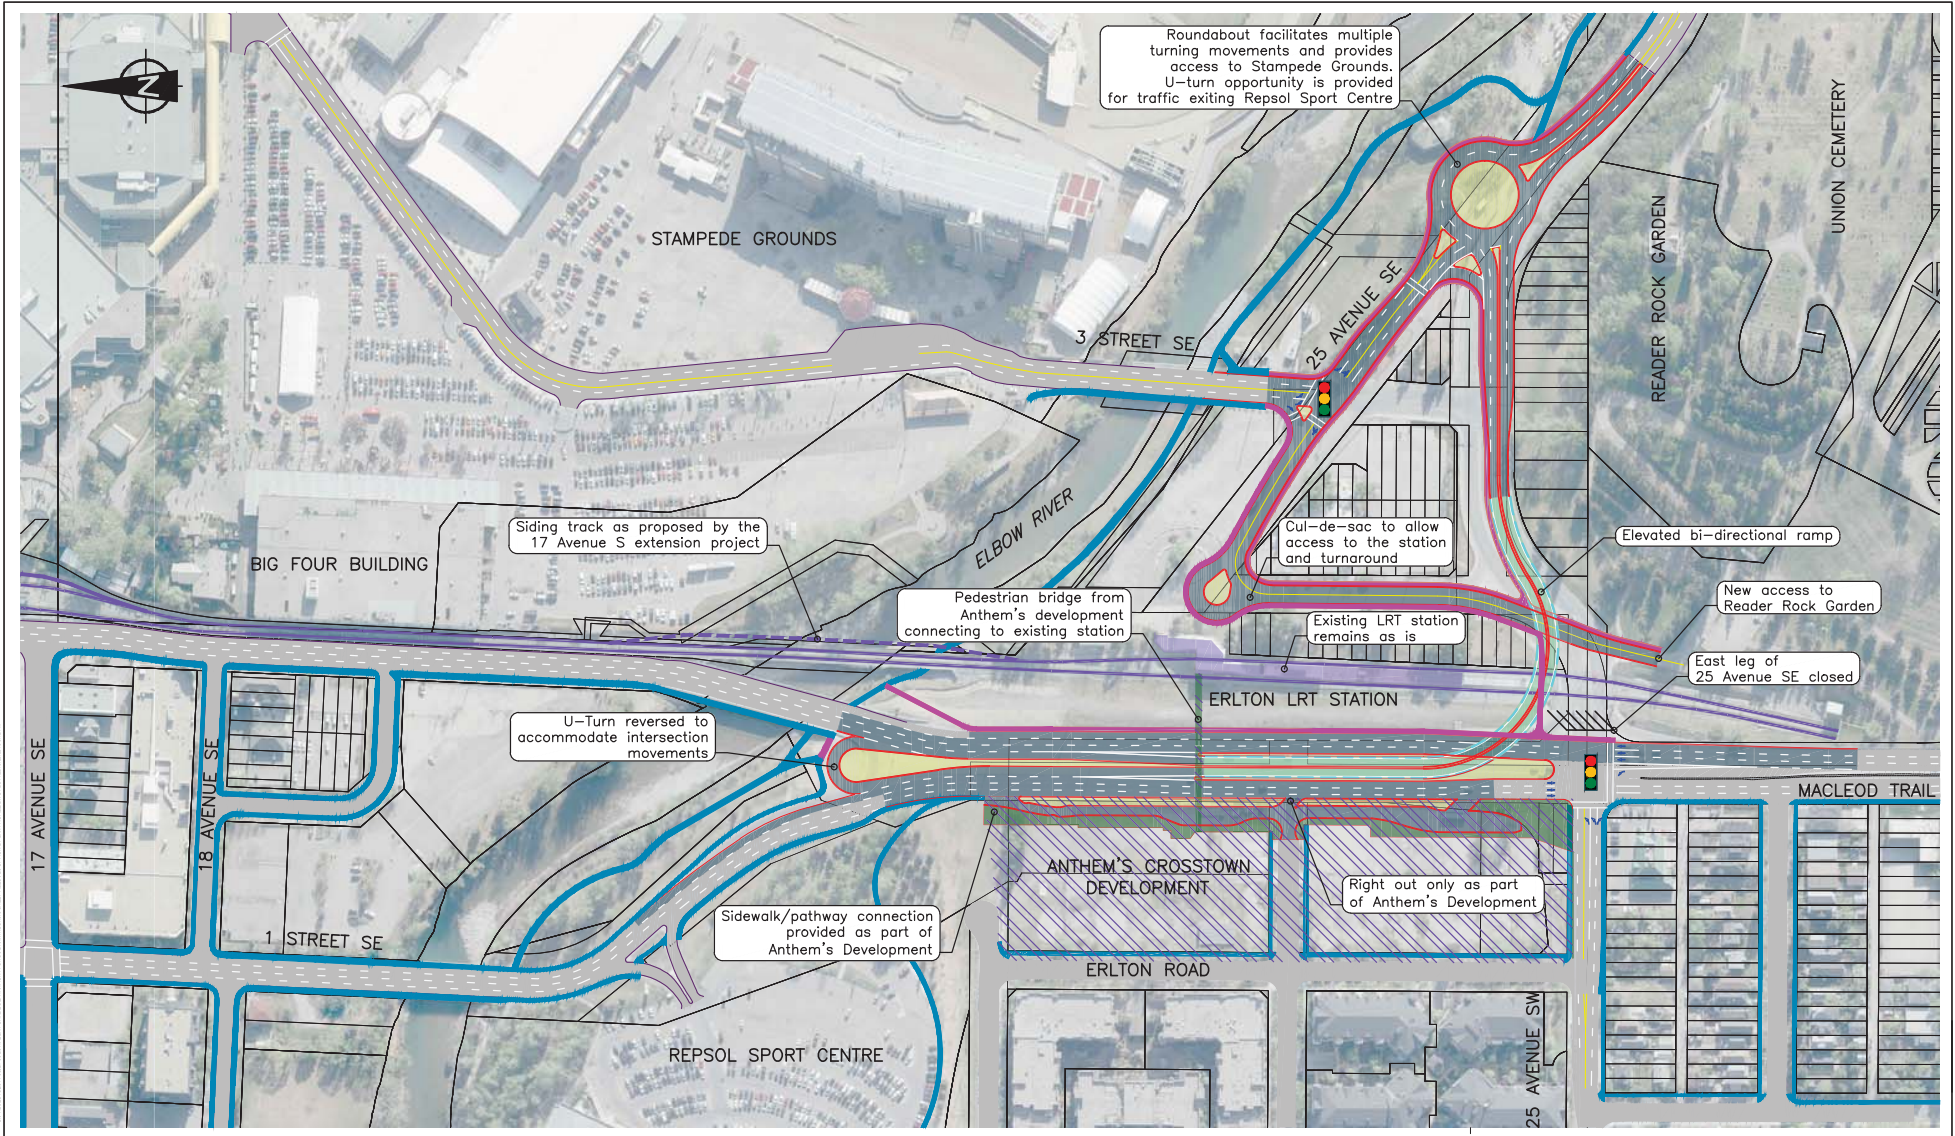 Roundabout facilitates multiple
turning movements and provides
access to Stampede Grounds.
U-turn opportunity is provided
for traffic exiting Repsol Sport Centre
N
UNION CEMETERY
READER ROCK GARDEN
STAMPEDE GROUNDS
3 STREET SE
25 AVENUE SE
ELBOW RIVER
Siding track as proposed by the
17 Avenue S extension project
BIG FOUR BUILDING
Cul-de-sac to allow
access to the station
and turnaround
Elevated bi-directional ramp
New access to
Reader Rock Garden
Pedestrian bridge from
Anthem's development
connecting to existing station
Existing LRT station
remains as is
East leg of
25 Avenue SE closed
ERLTON LRT STATION
U-Turn reversed to
accommodate intersection
movements
17 AVENUE SE
18 AVENUE SE
MACLEOD TRAIL
ANTHEM'S CROSSTOWN
DEVELOPMENT
Right out only as part
of Anthem's Development
Sidewalk/pathway connection
provided as part of
Anthem's Development
1 STREET SE
ERLTON ROAD
REPSOL SPORT CENTRE
25 AVENUE SW